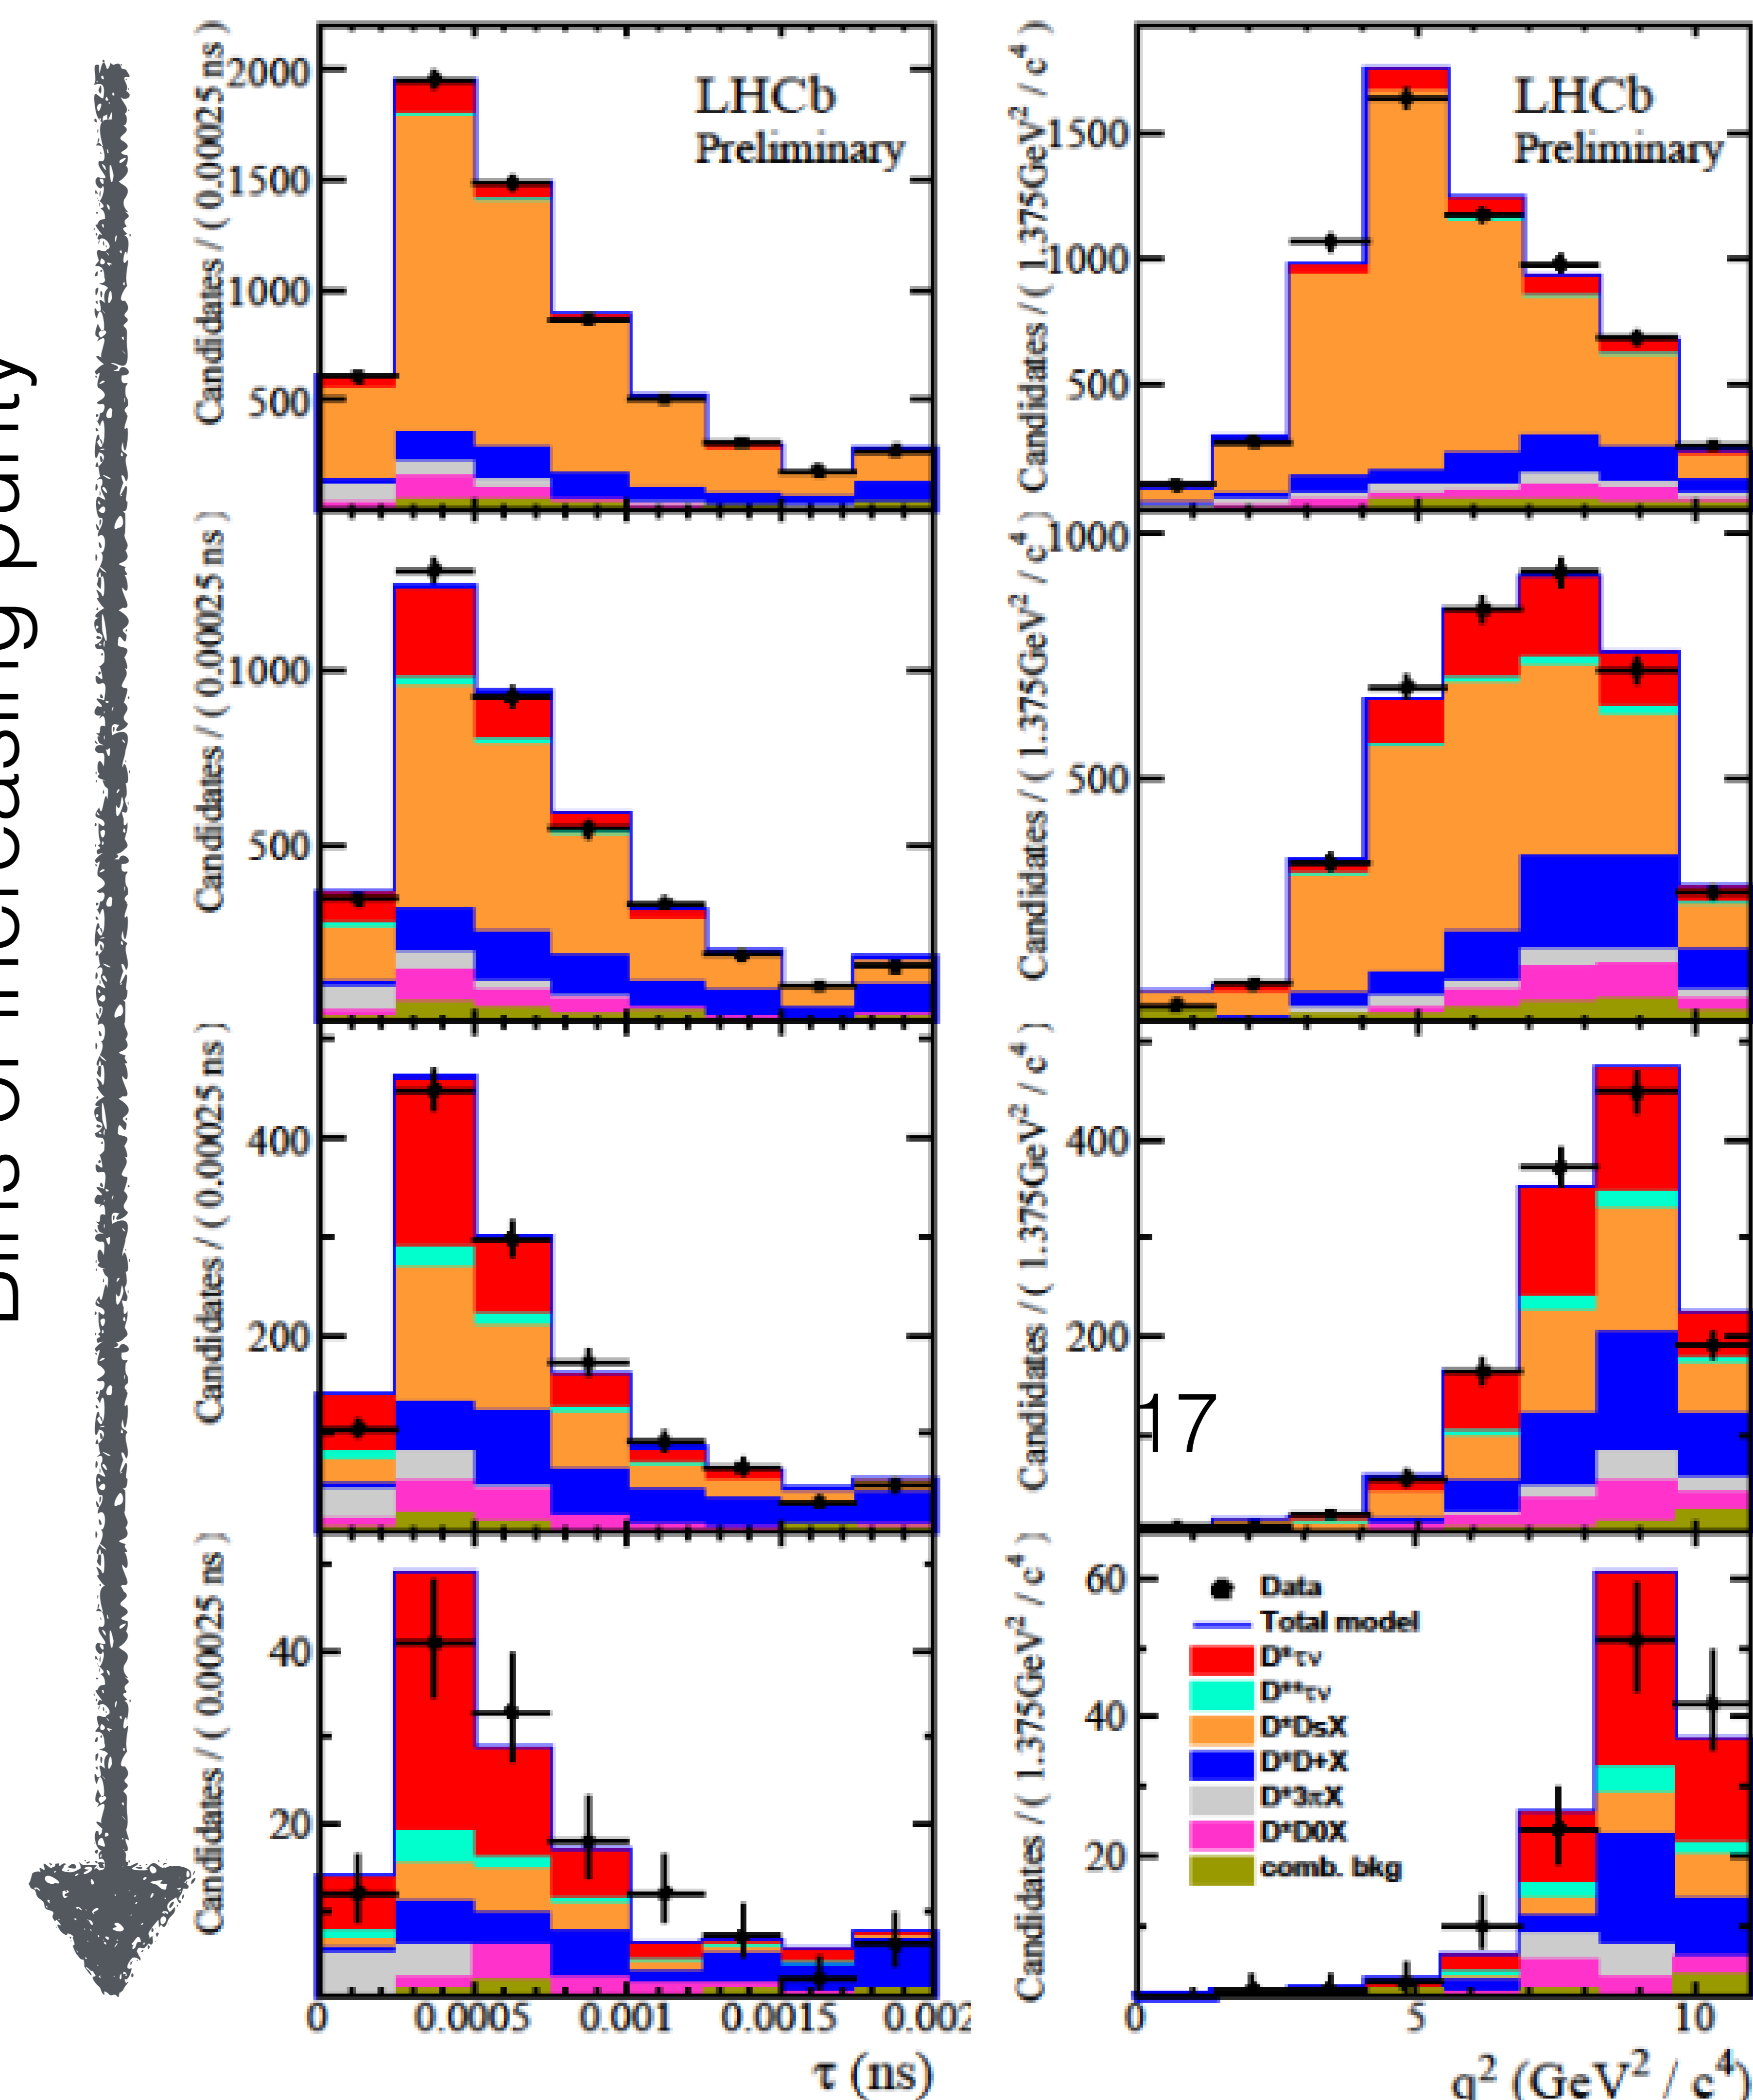 Bins of increasing purity
Candidates / ( 0.00025 ns )
2000
1500
1000
500
LHCb
Preliminary
Candidates / ( 1.375GeV² / c⁴ )
1500
1000
500
LHCb
Preliminary
Candidates / ( 0.00025 ns )
1000
500
Candidates / ( 1.375GeV² / c⁴ )
1000
500
Candidates / ( 0.00025 ns )
400
200
Candidates / ( 1.375GeV² / c⁴ )
400
200
17
Candidates / ( 0.00025 ns )
40
20
0 0.0005 0.001 0.0015 0.002
τ (ns)
Candidates / ( 1.375GeV² / c⁴ )
60
40
20
Data
Total model
D*τν
D**τν
D*DsX
D*D+X
D*3πX
D*D0X
comb. bkg
0 5 10
q² (GeV² / c⁴)